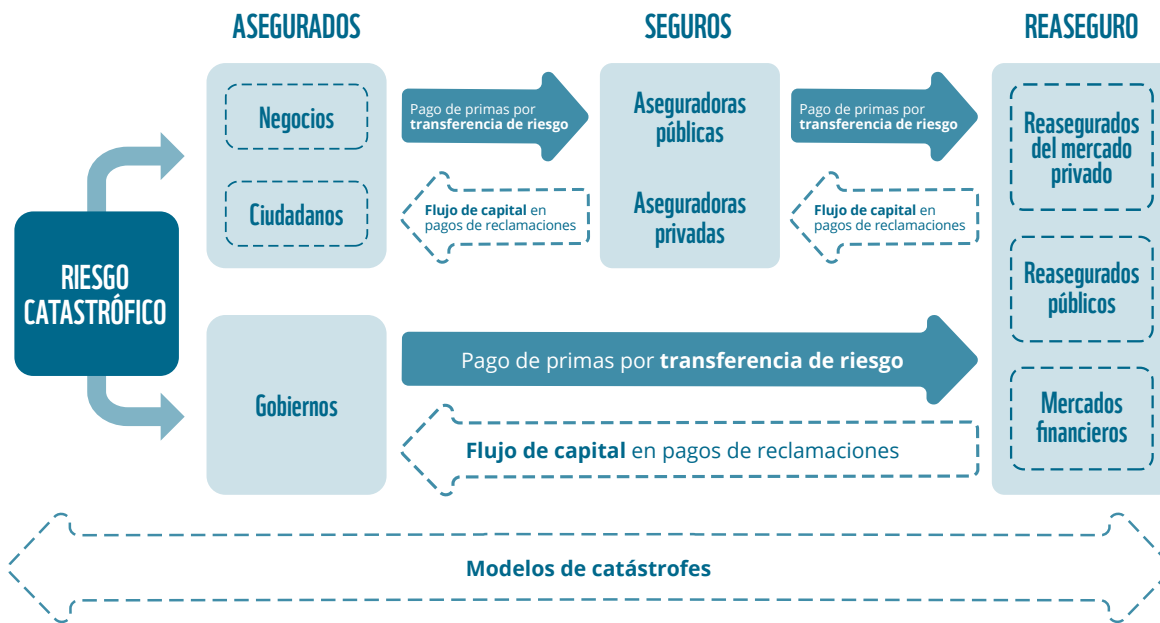 ASEGURADOS
SEGUROS
REASEGURO
RIESGO
CATASTRÓFICO
Negocios
Ciudadanos
Pago de primas por
transferencia de riesgo
Flujo de capital en
pagos de reclamaciones
Aseguradoras
públicas
Aseguradoras
privadas
Pago de primas por
transferencia de riesgo
Flujo de capital en
pagos de reclamaciones
Reasegurados
del mercado
privado
Reasegurados
públicos
Mercados
financieros
Gobiernos
Pago de primas por transferencia de riesgo
Flujo de capital en pagos de reclamaciones
Modelos de catástrofes